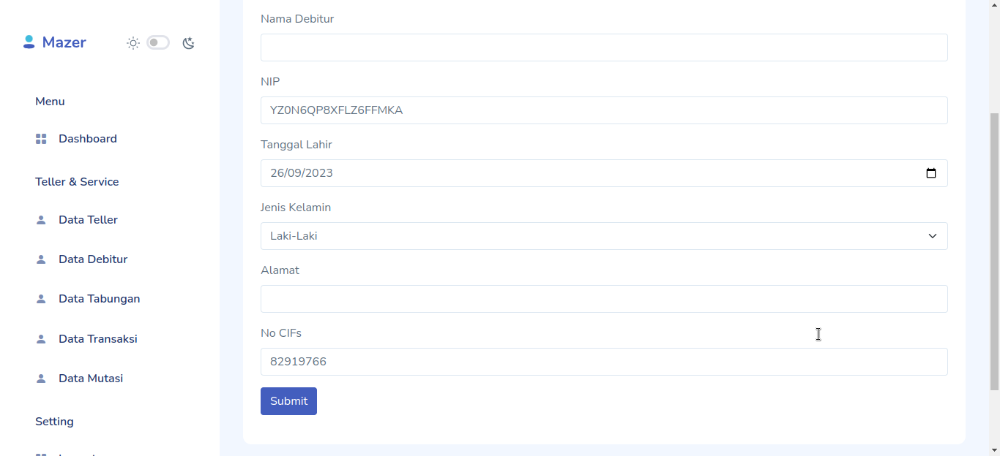 Mazer
Menu
Dashboard
Teller & Service
Data Teller
Data Debitur
Data Tabungan
Data Transaksi
Data Mutasi
Setting
Nama Debitur
NIP
YZ0N6QP8XFLZ6FFMKA
Tanggal Lahir
26/09/2023
Jenis Kelamin
Laki-Laki
Alamat
No CIFs
82919766
Submit